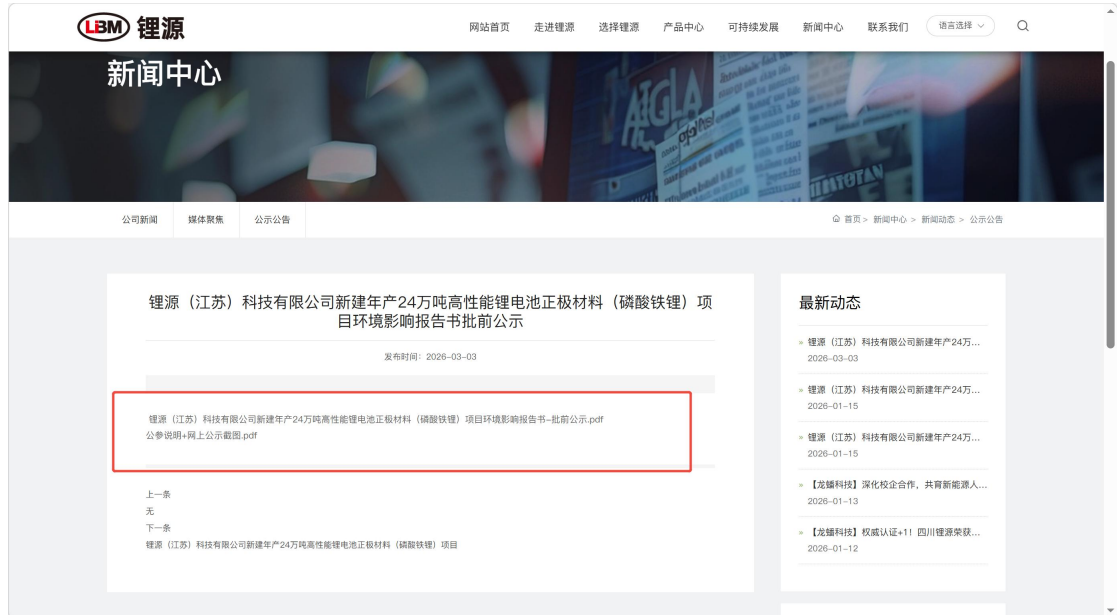 LBM 锂源
网站首页 走进锂源 选择锂源 产品中心 可持续发展 新闻中心 联系我们 语言选择
新闻中心
公司新闻 媒体聚焦 公示公告
首页 > 新闻中心 > 新闻动态 > 公示公告
锂源（江苏）科技有限公司新建年产24万吨高性能锂电池正极材料（磷酸铁锂）项
目环境影响报告书批前公示
发布时间：2026-03-03
锂源（江苏）科技有限公司新建年产24万吨高性能锂电池正极材料（磷酸铁锂）项目环境影响报告书-批前公示.pdf
公参说明+网上公示截图.pdf
上一条
无
下一条
锂源（江苏）科技有限公司新建年产24万吨高性能锂电池正极材料（磷酸铁锂）项目
最新动态
» 锂源（江苏）科技有限公司新建年产24万...
2026-03-03
» 锂源（江苏）科技有限公司新建年产24万...
2026-01-15
» 锂源（江苏）科技有限公司新建年产24万...
2026-01-15
» 【龙蟠科技】深化校企合作，共育新能源人...
2026-01-13
» 【龙蟠科技】权威认证+1！四川锂源荣获...
2026-01-12